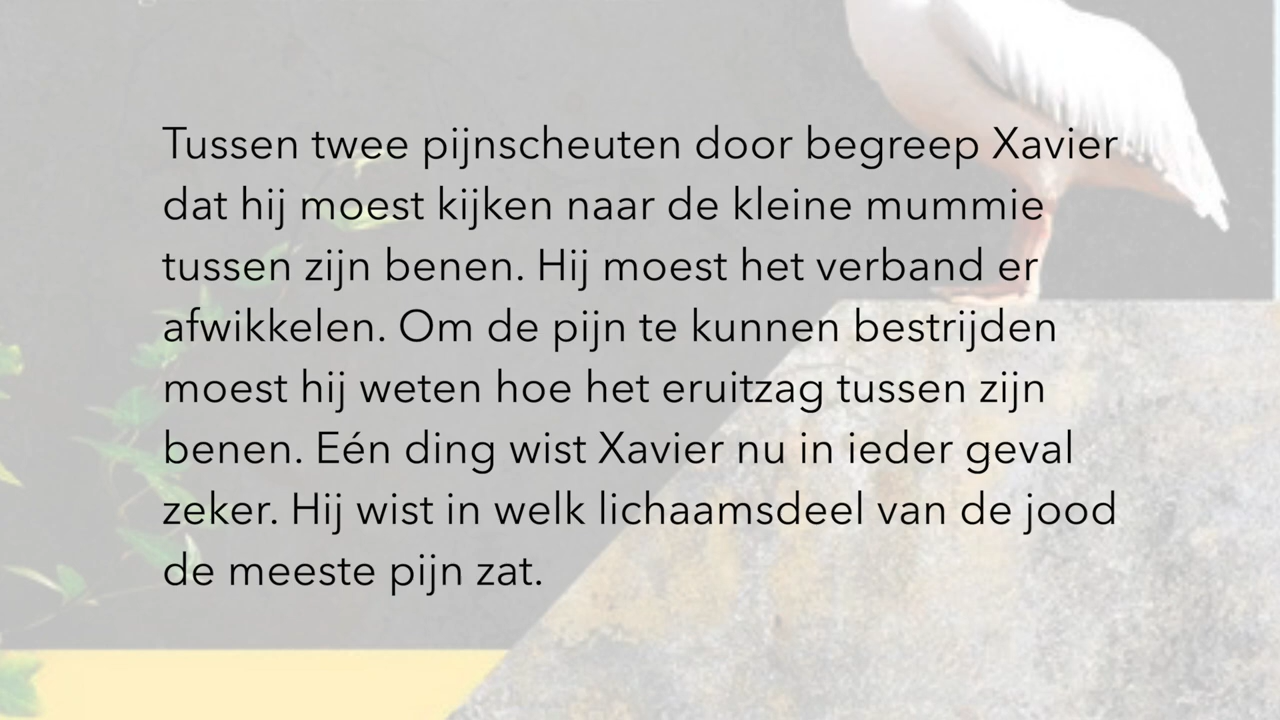 Tussen twee pijnscheuten door begreep Xavier
dat hij moest kijken naar de kleine mummie
tussen zijn benen. Hij moest het verband er
afwikkelen. Om de pijn te kunnen bestrijden
moest hij weten hoe het eruitzag tussen zijn
benen. Eén ding wist Xavier nu in ieder geval
zeker. Hij wist in welk lichaamsdeel van de jood
de meeste pijn zat.